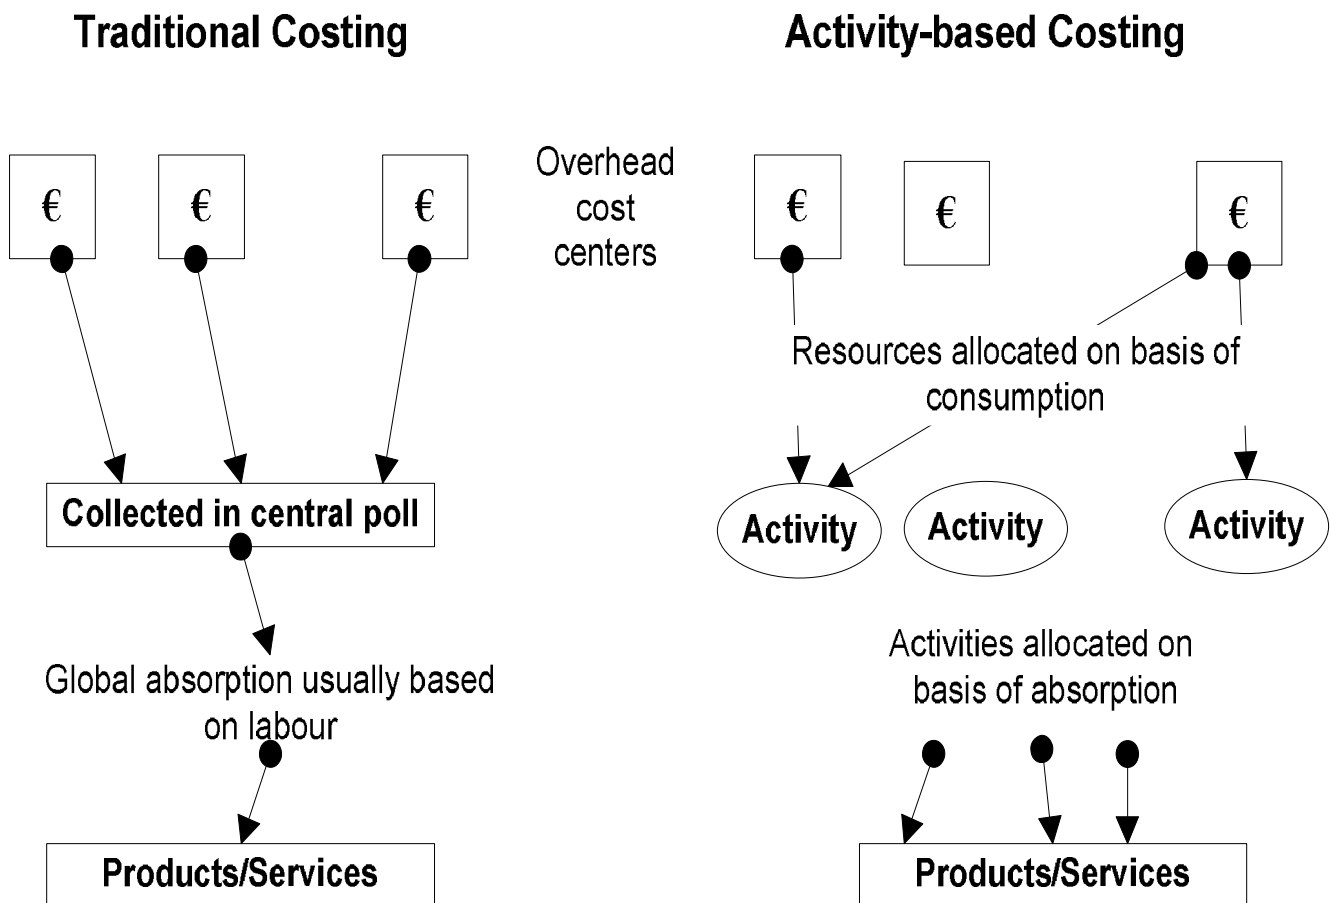 Traditional Costing
Activity-based Costing
€ € €
Overhead
cost
centers
€ € €
Resources allocated on basis of
consumption
Collected in central poll
Activity Activity Activity
Global absorption usually based
on labour
Activities allocated on
basis of absorption
Products/Services
Products/Services